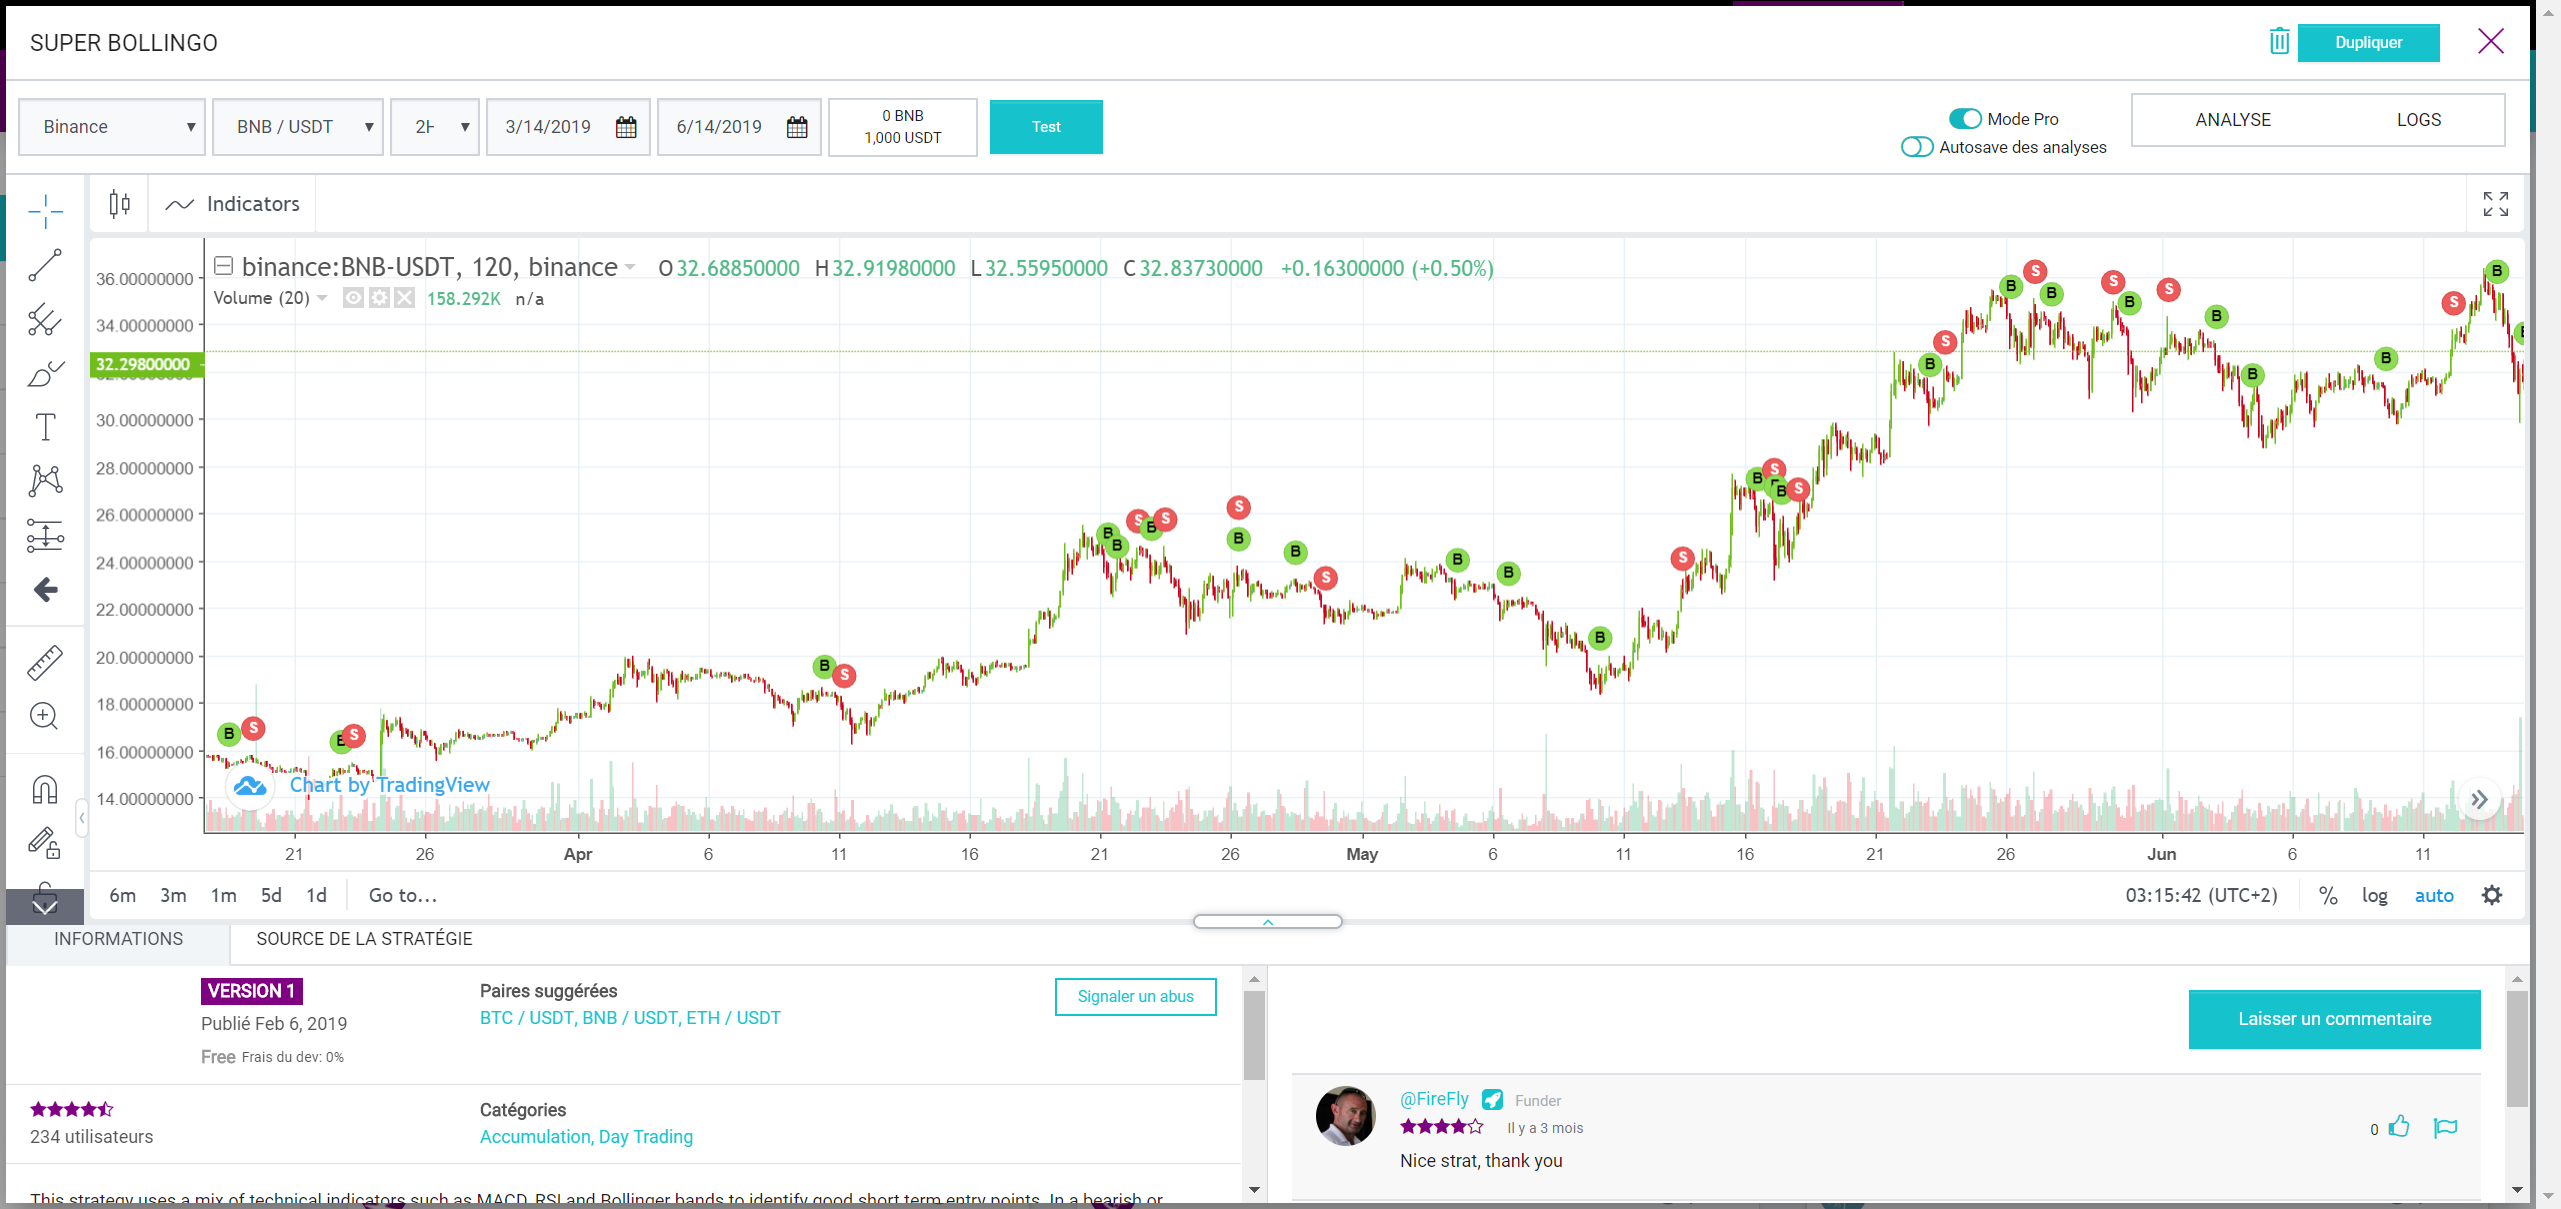 SUPER BOLLINGO
Dupliquer
Binance
BNB / USDT
2H
3/14/2019
6/14/2019
0 BNB
1,000 USDT
Test
Mode Pro
Autosave des analyses
ANALYSE
LOGS
Indicators
binance:BNB-USDT, 120, binance
O 32.68850000 H 32.91980000 L 32.55950000 C 32.83730000 +0.16300000 (+0.50%)
Volume (20) 158.292K n/a
36.00000000
34.00000000
32.29800000
30.00000000
28.00000000
26.00000000
24.00000000
22.00000000
20.00000000
18.00000000
16.00000000
14.00000000
B S B S B S B B S B S S B B S B B B S B S B S B S B S B S B S B B B S B
Chart by TradingView
21 26 Apr 6 11 16 21 26 May 6 11 16 21 26 Jun 6 11
6m 3m 1m 5d 1d Go to...
03:15:42 (UTC+2) % log auto
INFORMATIONS
SOURCE DE LA STRATÉGIE
VERSION 1
Publié Feb 6, 2019
Free Frais du dev: 0%
Paires suggérées
BTC / USDT, BNB / USDT, ETH / USDT
Signaler un abus
234 utilisateurs
Catégories
Accumulation, Day Trading
This strategy uses a mix of technical indicators such as MACD, RSI and Bollinger bands to identify good short term entry points. In a bearish or
Laisser un commentaire
@FireFly Funder
Il y a 3 mois
0
Nice strat, thank you